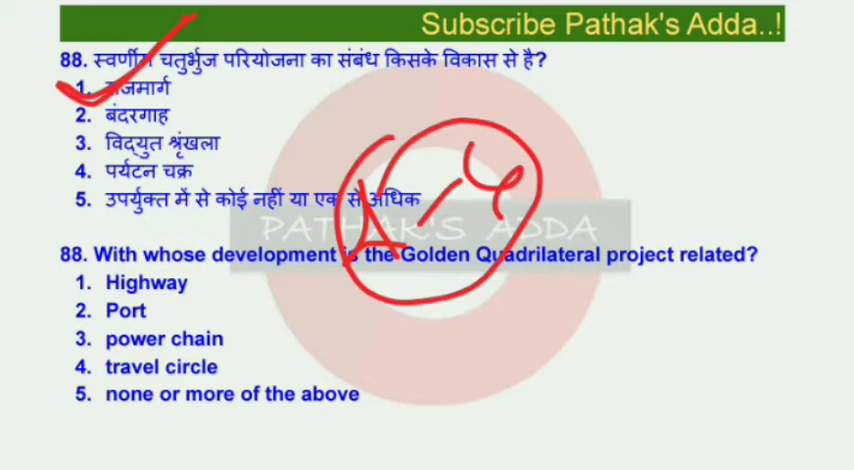 Subscribe Pathak's Adda..!
88. स्वर्णीम चतुर्भुज परियोजना का संबंध किसके विकास से है?
1. राजमार्ग
2. बंदरगाह
3. विद्युत श्रृंखला
4. पर्यटन चक्र
5. उपर्युक्त में से कोई नहीं या एक से अधिक
PATHAK'S ADDA
88. With whose development is the Golden Quadrilateral project related?
1. Highway
2. Port
3. power chain
4. travel circle
5. none or more of the above